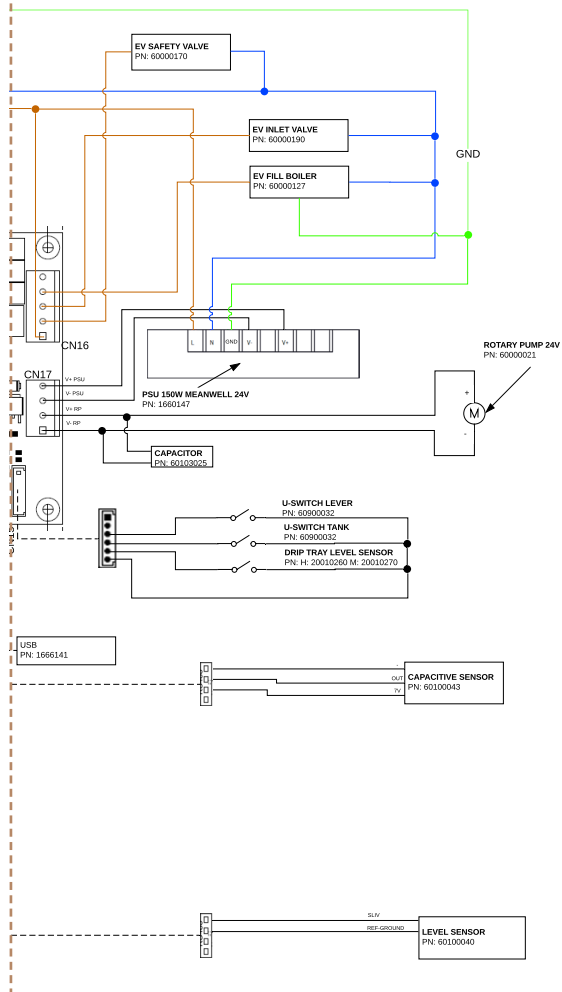 EV SAFETY VALVE
PN: 60000170
EV INLET VALVE
PN: 60000190
GND
EV FILL BOILER
PN: 60000127
CN16
L
N
GND
V-
V+
ROTARY PUMP 24V
PN: 60000021
CN17
V+ PSU
V- PSU
V+ RP
V- RP
PSU 150W MEANWELL 24V
PN: 1660147
+
M
-
CAPACITOR
PN: 60103025
U-SWITCH LEVER
PN: 60900032
U-SWITCH TANK
PN: 60900032
DRIP TRAY LEVEL SENSOR
PN: H: 20010260 M: 20010270
USB
PN: 1666141
-
OUT
7V
CAPACITIVE SENSOR
PN: 60100043
SLIV
REF-GROUND
LEVEL SENSOR
PN: 60100040